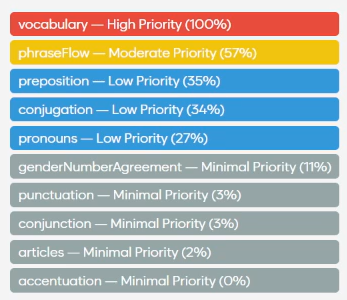 vocabulary — High Priority (100%)
phraseFlow — Moderate Priority (57%)
preposition — Low Priority (35%)
conjugation — Low Priority (34%)
pronouns — Low Priority (27%)
genderNumberAgreement — Minimal Priority (11%)
punctuation — Minimal Priority (3%)
conjunction — Minimal Priority (3%)
articles — Minimal Priority (2%)
accentuation — Minimal Priority (0%)